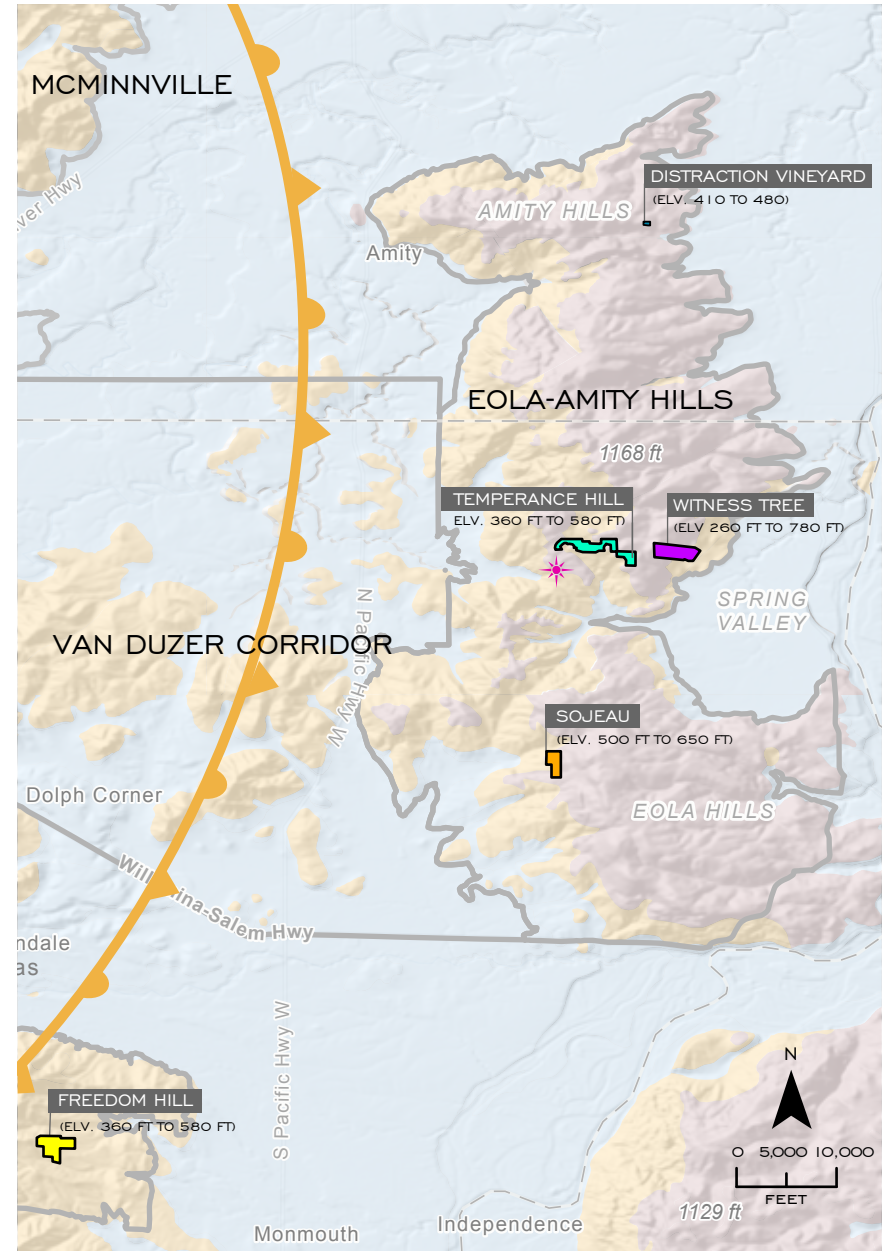 MCMINNVILLE
DISTRACTION VINEYARD
(ELV. 410 TO 480)
ver Hwy
AMITY HILLS
Amity
EOLA-AMITY HILLS
1168 ft
TEMPERANCE HILL
ELV. 360 FT TO 580 FT)
WITNESS TREE
(ELV 260 FT TO 780 FT)
SPRING
VALLEY
N Pacific Hwy W
VAN DUZER CORRIDOR
SOJEAU
(ELV. 500 FT TO 650 FT)
Dolph Corner
EOLA HILLS
Will ina-Salem Hwy
ndale
as
S Pacific Hwy W
FREEDOM HILL
(ELV. 360 FT TO 580 FT)
N
0 5,000 10,000
FEET
1129 ft
Independence
Monmouth